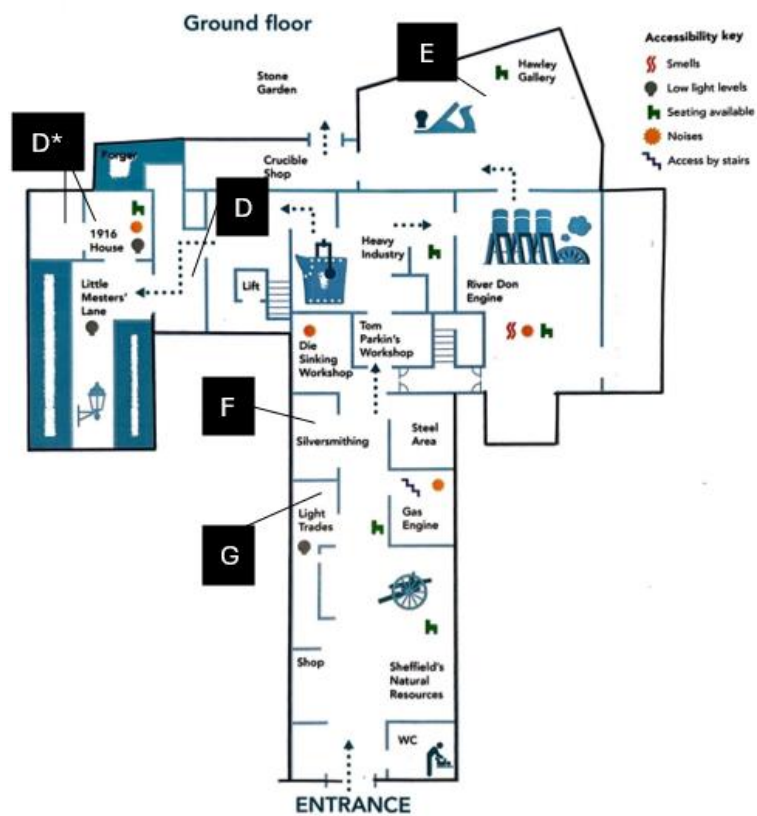 Ground floor
Accessibility key
Smells
Low light levels
Seating available
Noises
Access by stairs
E
Hawley
Gallery
Stone
Garden
D*
Forger
Crucible
Shop
D
1916
House
Heavy
Industry
Little
Mesters'
Lane
Lift
River Don
Engine
Die
Sinking
Workshop
Tom
Parkin's
Workshop
F
Silversmithing
Steel
Area
G
Light
Trades
Gas
Engine
Shop
Sheffield's
Natural
Resources
WC
ENTRANCE